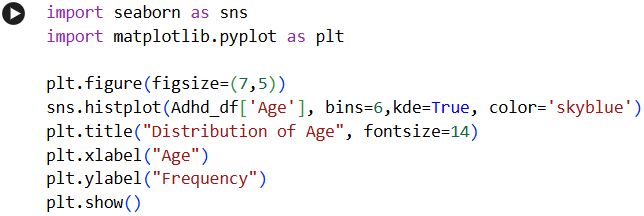 import seaborn as sns
import matplotlib.pyplot as plt
plt.figure(figsize=(7,5))
sns.histplot(Adhd_df['Age'], bins=6,kde=True, color='skyblue')
plt.title("Distribution of Age", fontsize=14)
plt.xlabel("Age")
plt.ylabel("Frequency")
plt.show()